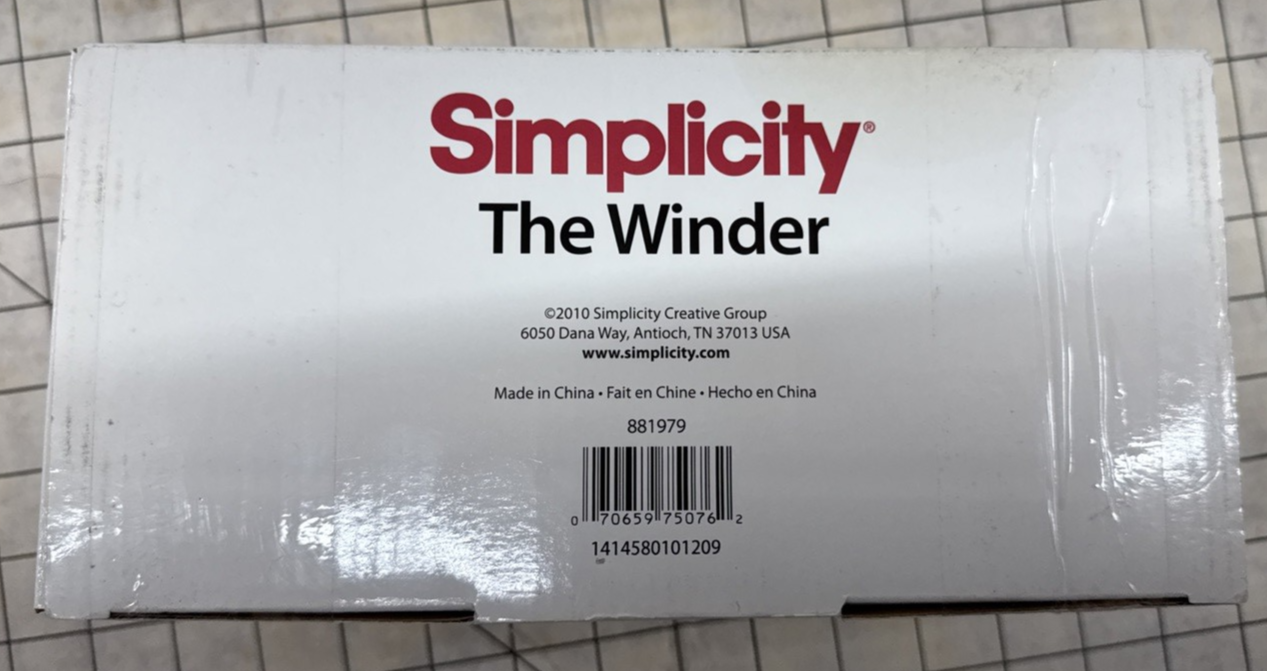 Simplicity®
The Winder
©2010 Simplicity Creative Group
6050 Dana Way, Antioch, TN 37013 USA
www.simplicity.com
Made in China • Fait en Chine • Hecho en China
881979
0 70659 75076 2
1414580101209